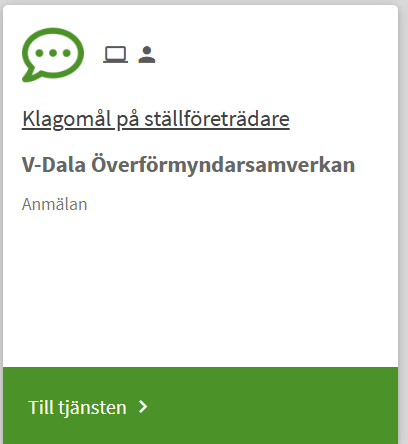 Klagomål på ställföreträdare
V-Dala Överförmyndarsamverkan
Anmälan
Till tjänsten